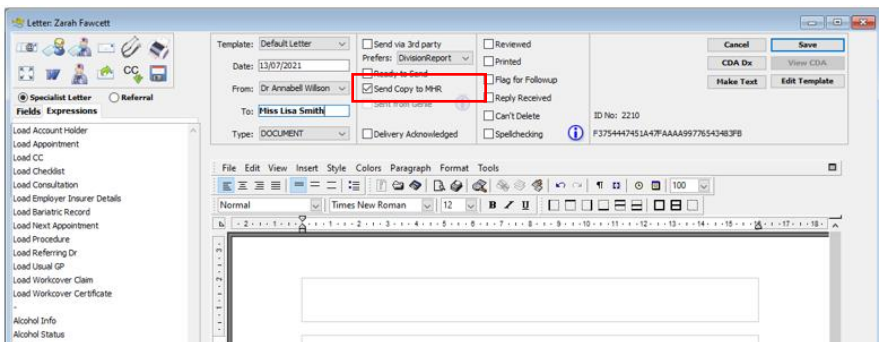 Letter: Zarah Fawcett
Specialist Letter Referral
Fields Expressions
Load Account Holder
Load Appointment
Load CC
Load Checklist
Load Consultation
Load Employer Insurer Details
Load Bariatric Record
Load Next Appointment
Load Procedure
Load Referring Dr
Load Usual GP
Load Workcover Claim
Load Workcover Certificate
-
Alcohol Info
Alcohol Status
Template: Default Letter
Date: 13/07/2021
From: Dr Annabell Wilson
To: Miss Lisa Smith
Type: DOCUMENT
Send via 3rd party
Prefers: DivisionReport
Ready to Send
Send Copy to MHR
Sent from Genie
Delivery Acknowledged
Reviewed
Printed
Flag for Followup
Reply Received
Can't Delete
Spellchecking
Cancel Save
CDA Dx View CDA
Make Text Edit Template
ID No: 2210
File Edit View Insert Style Colors Paragraph Format Tools
100
Normal Times New Roman 12 B I U